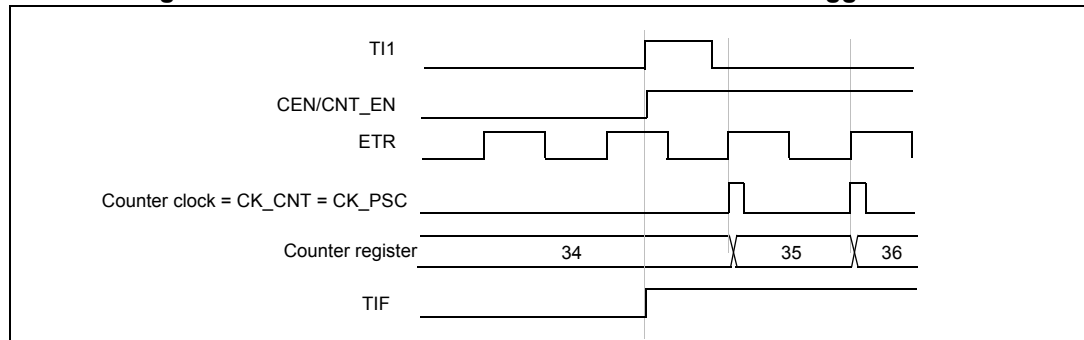 TI1
CEN/CNT_EN
ETR
Counter clock = CK_CNT = CK_PSC
Counter register 34 35 36
TIF